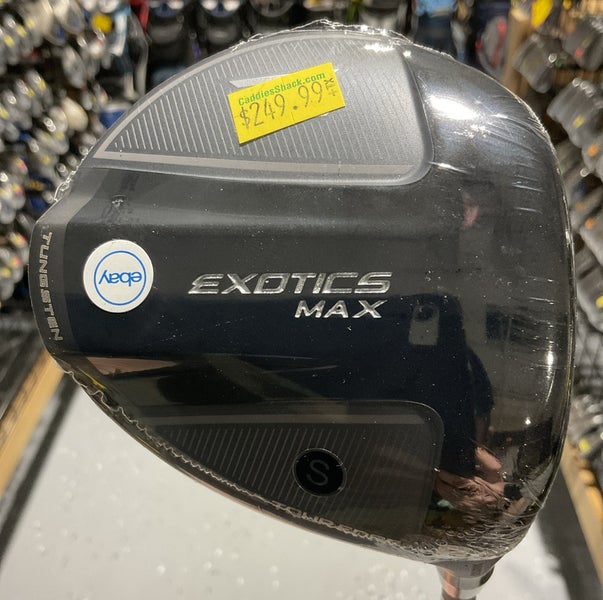 CaddiesShack.com
$249.99
ebay
EXOTICS
MAX
TUNGSTEN
S